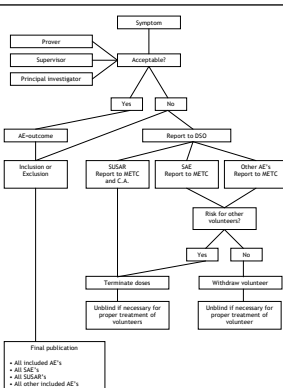 Symptom
Prover
Supervisor
Acceptable?
Principal investigator
Yes
No
AE=outcome
Report to DSO
Inclusion or
Exclusion
SUSAR
Report to METC
and C.A.
SAE
Report to METC
Other AE's
Report to METC
Risk for other
volunteers?
Yes
No
Terminate doses
Withdraw volunteer
Unblind if necessary for
proper treatment of
volunteers
Unblind if necessary for
proper treatment of
volunteer
Final publication
• All included AE's
• All SAE's
• All SUSAR's
• All other included AE's